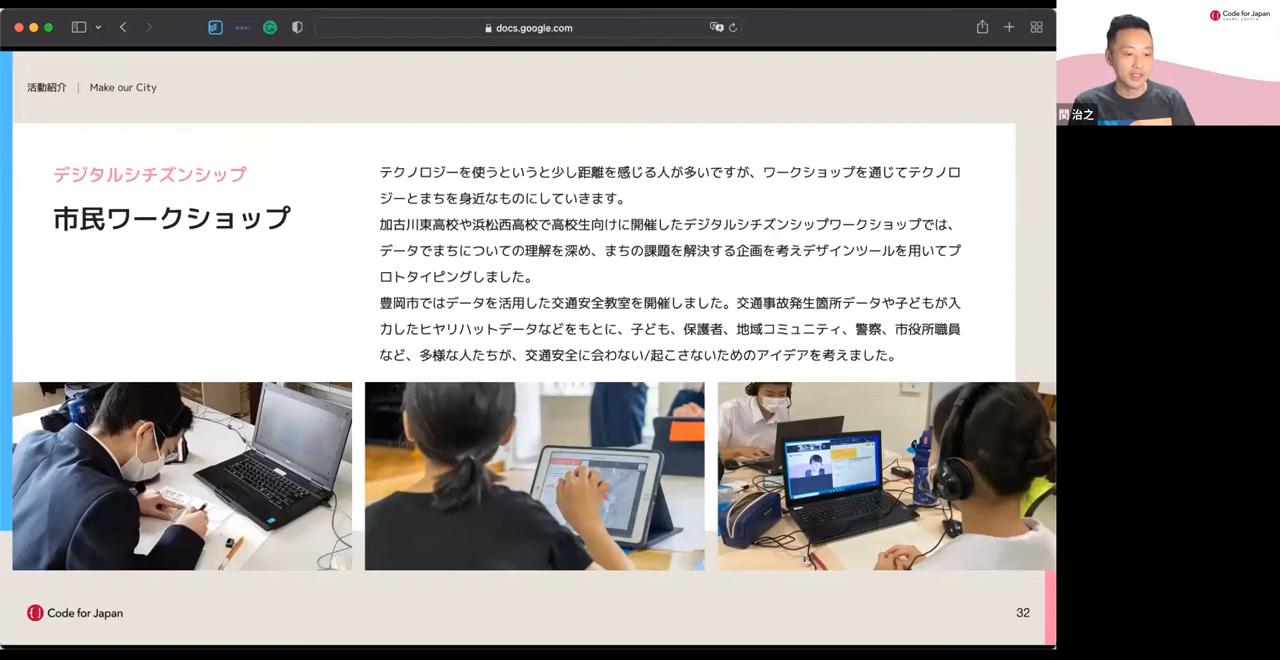 docs.google.com
Code for Japan
関 治之
活動紹介 | Make our City
デジタルシチズンシップ
市民ワークショップ
テクノロジーを使うというと少し距離を感じる人が多いですが、ワークショップを通じてテクノロ
ジーとまちを身近なものにしていきます。
加古川東高校や浜松西高校で高校生向けに開催したデジタルシチズンシップワークショップでは、
データでまちについての理解を深め、まちの課題を解決する企画を考えデザインツールを用いてプ
ロトタイピングしました。
豊岡市ではデータを活用した交通安全教室を開催しました。交通事故発生箇所データや子どもが入
力したヒヤリハットデータなどをもとに、子ども、保護者、地域コミュニティ、警察、市役所職員
など、多様な人たちが、交通安全に会わない/起こさないためのアイデアを考えました。
Code for Japan
32